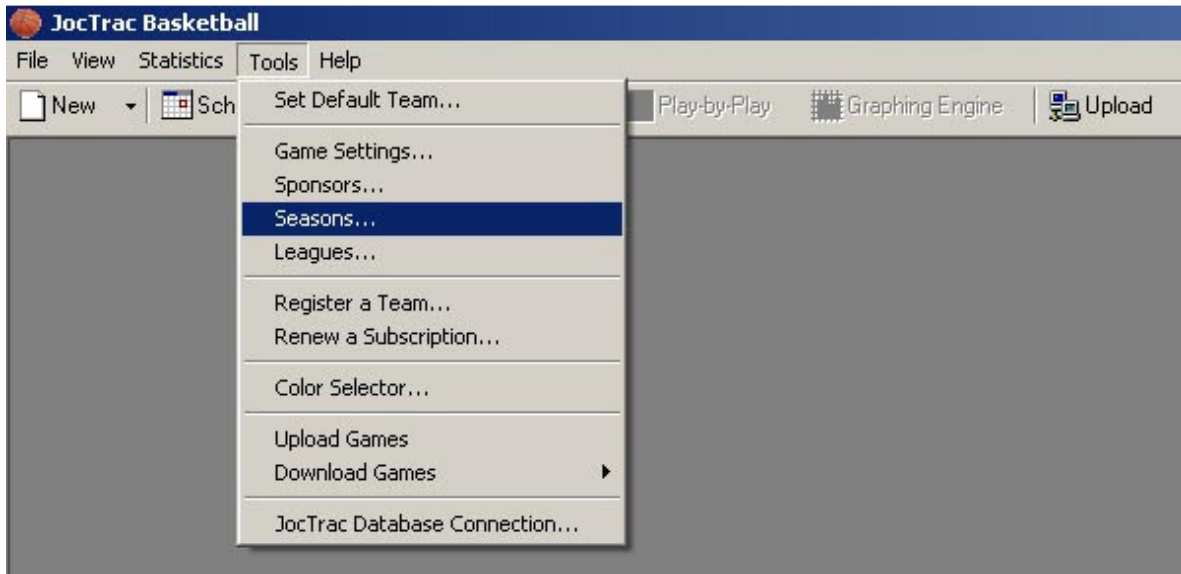 JocTrac Basketball
File View Statistics Tools Help
New Sch Play-by-Play Graphing Engine Upload
Set Default Team...
Game Settings...
Sponsors...
Seasons...
Leagues...
Register a Team...
Renew a Subscription...
Color Selector...
Upload Games
Download Games
JocTrac Database Connection...